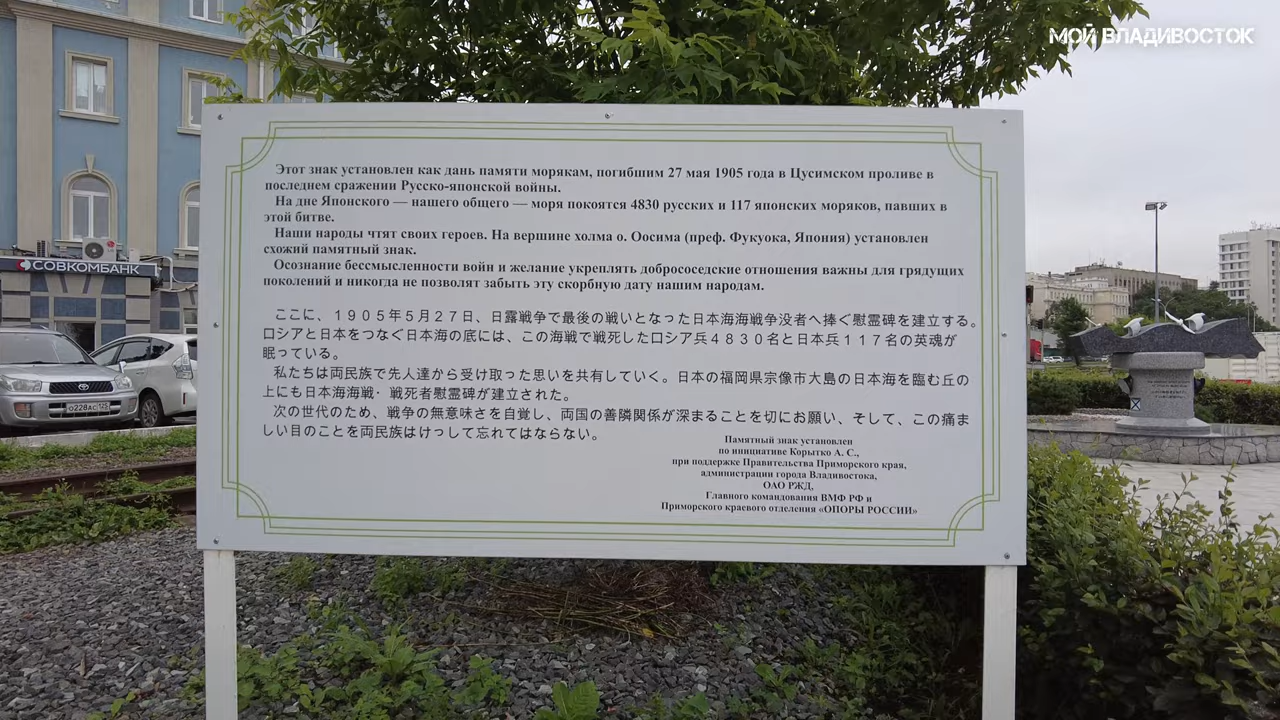 МОЙ ВЛАДИВОСТОК
Этот знак установлен как дань памяти морякам, погибшим 27 мая 1905 года в Цусимском проливе в
последнем сражении Русско-японской войны.
На дне Японского — нашего общего — моря покоятся 4830 русских и 117 японских моряков, павших в
этой битве.
Наши народы чтят своих героев. На вершине холма о. Оосима (преф. Фукуока, Япония) установлен
схожий памятный знак.
Осознание бессмысленности войн и желание укреплять добрососедские отношения важны для грядущих
поколений и никогда не позволят забыть эту скорбную дату нашим народам.
ここに、１９０５年５月２７日、日露戦争で最後の戦いとなった日本海海戦争没者へ捧ぐ慰霊碑を建立する。
ロシアと日本をつなぐ日本海の底には、この海戦で戦死したロシア兵４８３０名と日本兵１１７名の英魂が
眠っている。
私たちは両民族で先人達から受け取った思いを共有していく。日本の福岡県宗像市大島の日本海を臨む丘の
上にも日本海海戦・戦死者慰霊碑が建立された。
次の世代のため、戦争の無意味さを自覚し、両国の善隣関係が深まることを切にお願い、そして、この痛ま
しい目のことを両民族はけっして忘れてはならない。
Памятный знак установлен
по инициативе Корытко А. С.,
при поддержке Правительства Приморского края,
администрации города Владивостока,
ОАО РЖД,
Главного командования ВМФ РФ и
Приморского краевого отделения «ОПОРЫ РОССИИ»
СОВКОМБАНК
О228АС 125